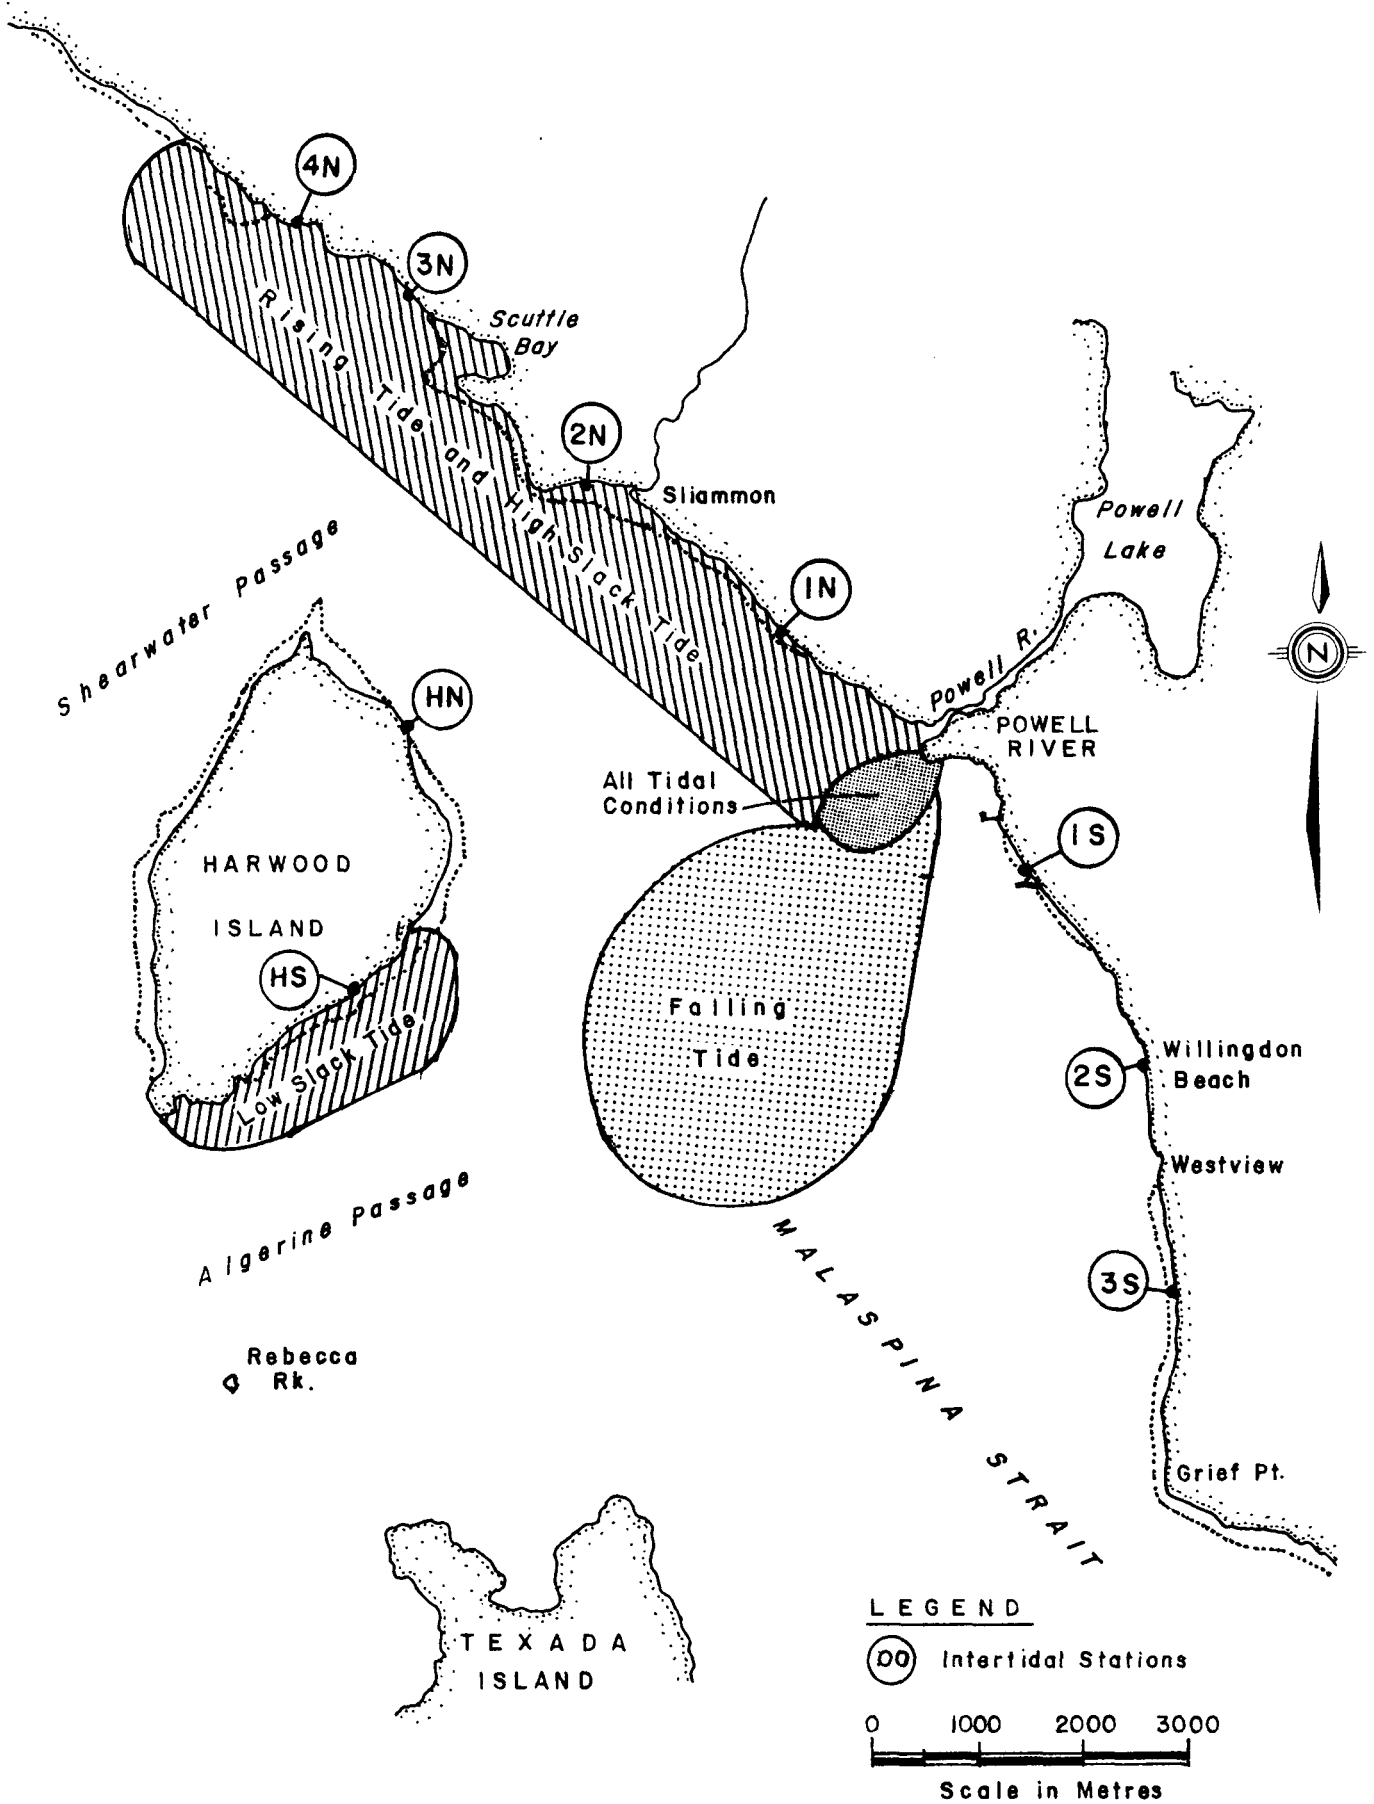 4N
3N
Scuttle
Bay
2N
Sliammon
Rising Tide and High Slack Tide
Powell
Lake
Shearwater Passage
1N
N
Powell R.
HN
POWELL
RIVER
All Tidal
Conditions
1S
HARWOOD
ISLAND
HS
Falling
Tide
Low Slack Tide
Willingdon
Beach
2S
Westview
Algerine Passage
MALASPINA STRAIT
3S
Rebecca
Rk.
Grief Pt.
TEXADA
ISLAND
LEGEND
00 Intertidal Stations
0 1000 2000 3000
Scale in Metres